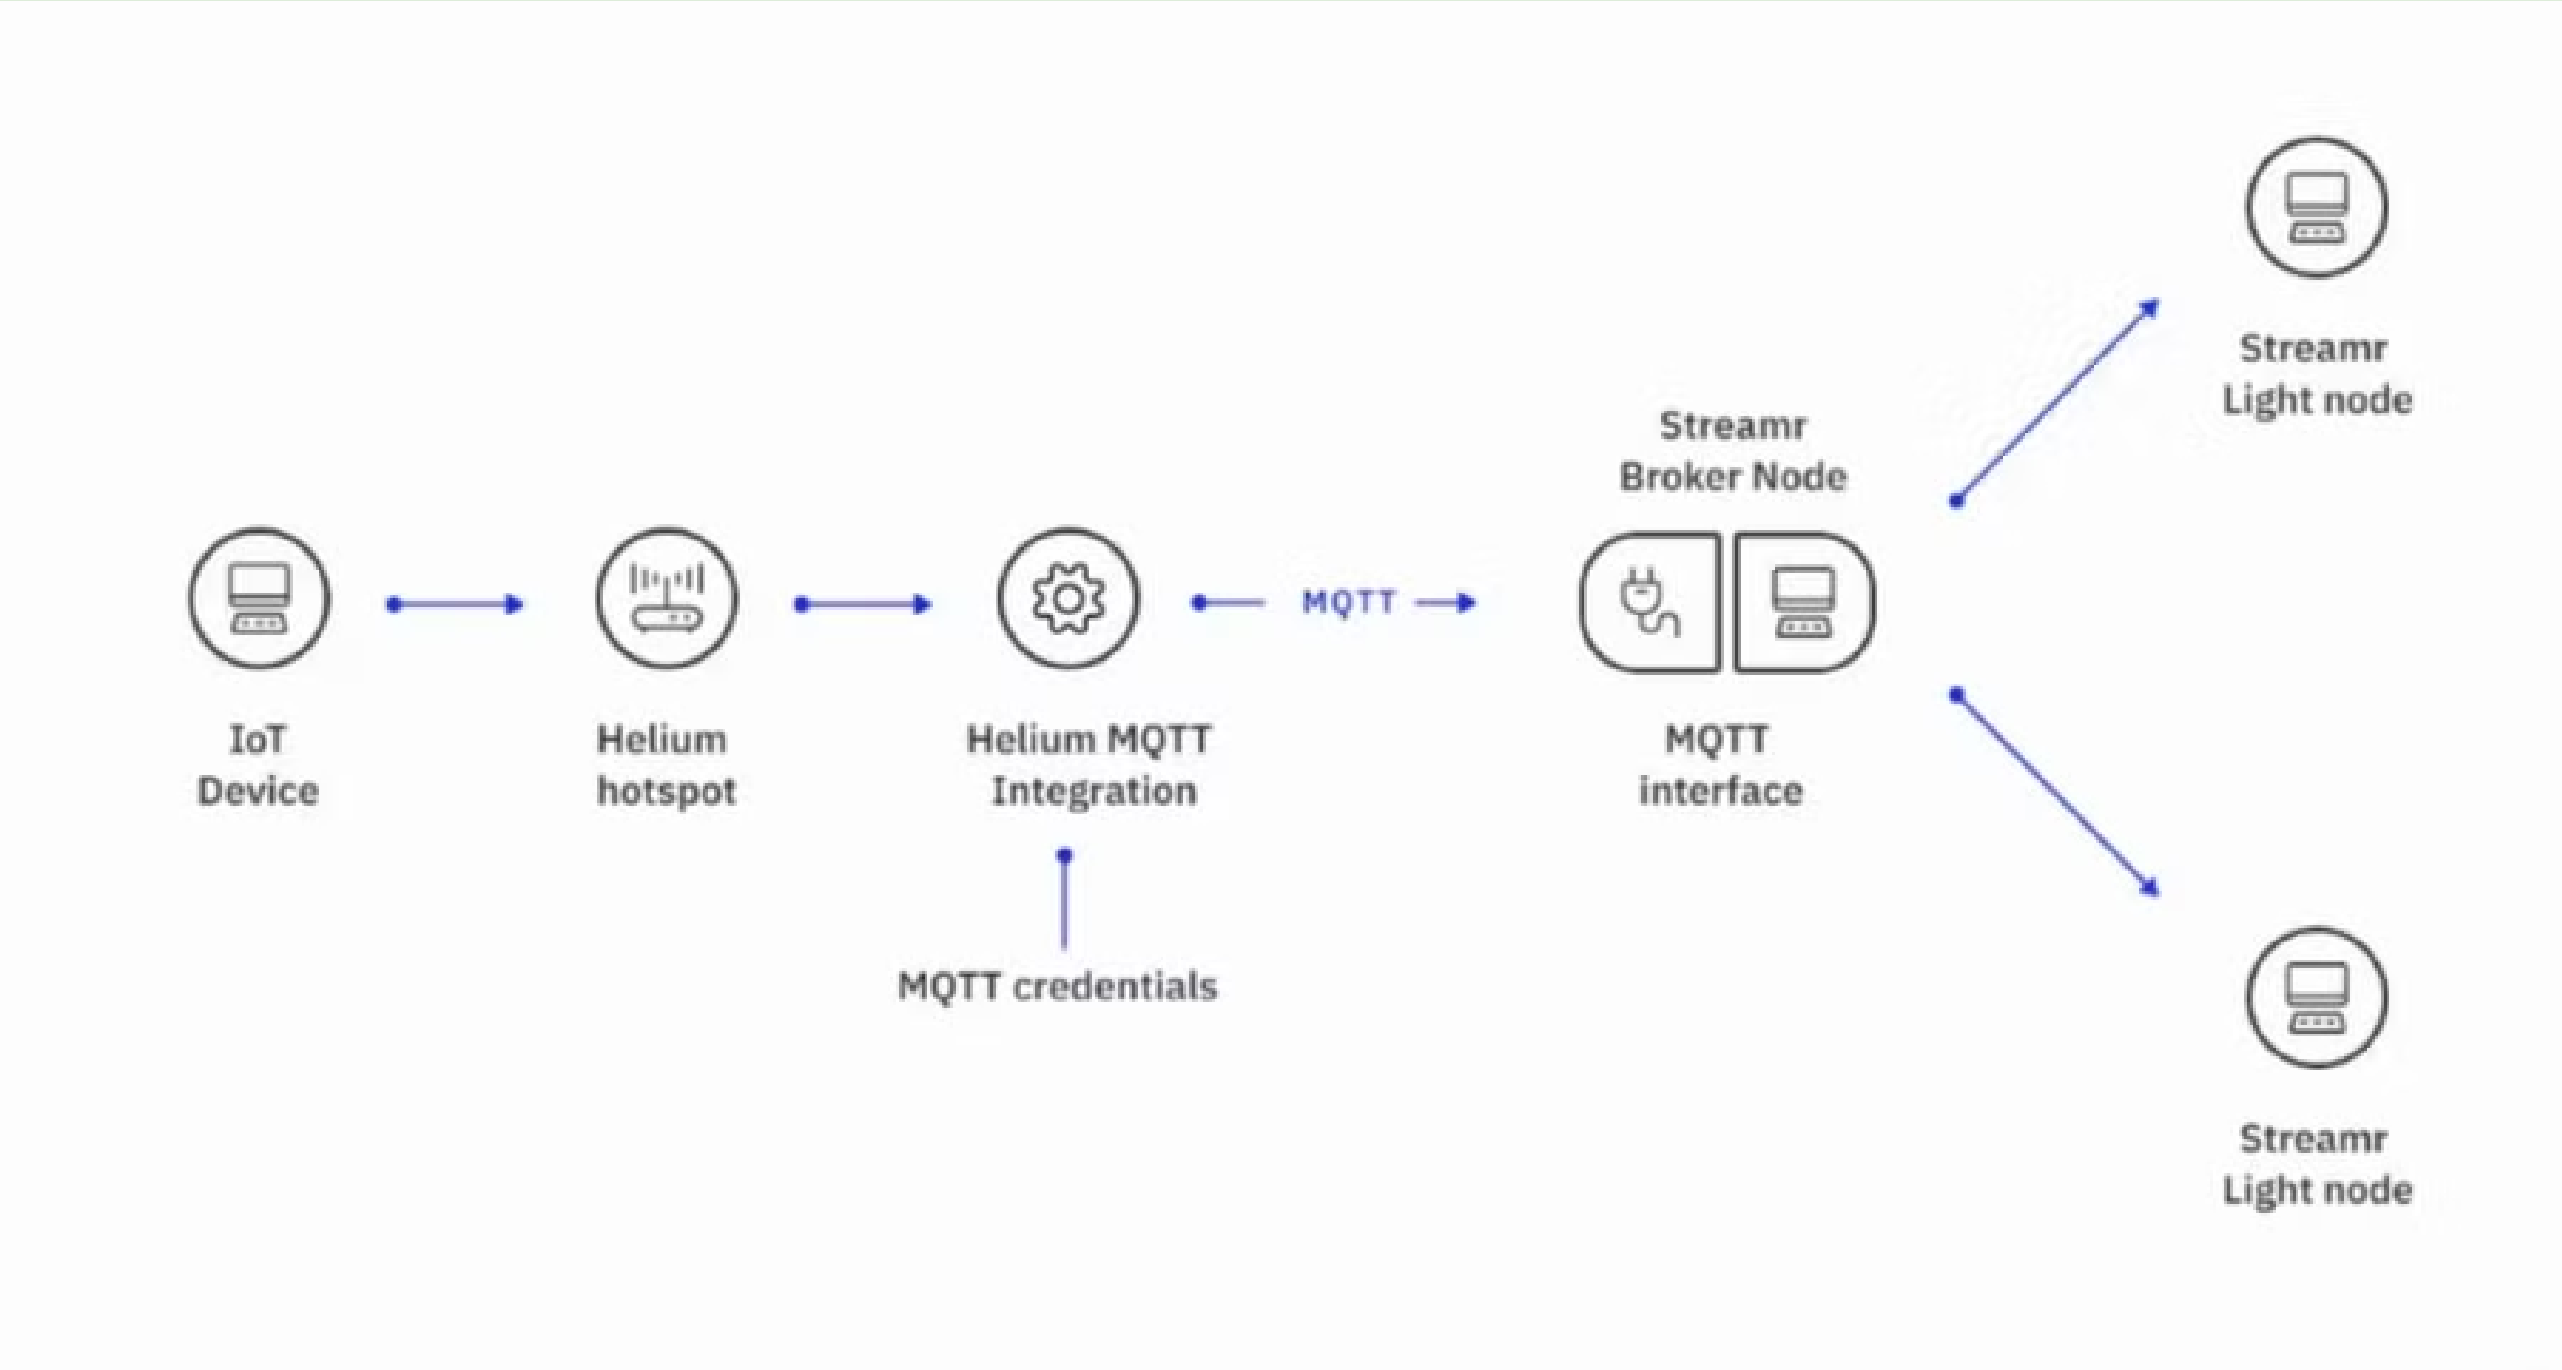 IoT
Device
Helium
hotspot
Helium MQTT
Integration
MQTT credentials
MQTT
Streamr
Broker Node
MQTT
interface
Streamr
Light node
Streamr
Light node